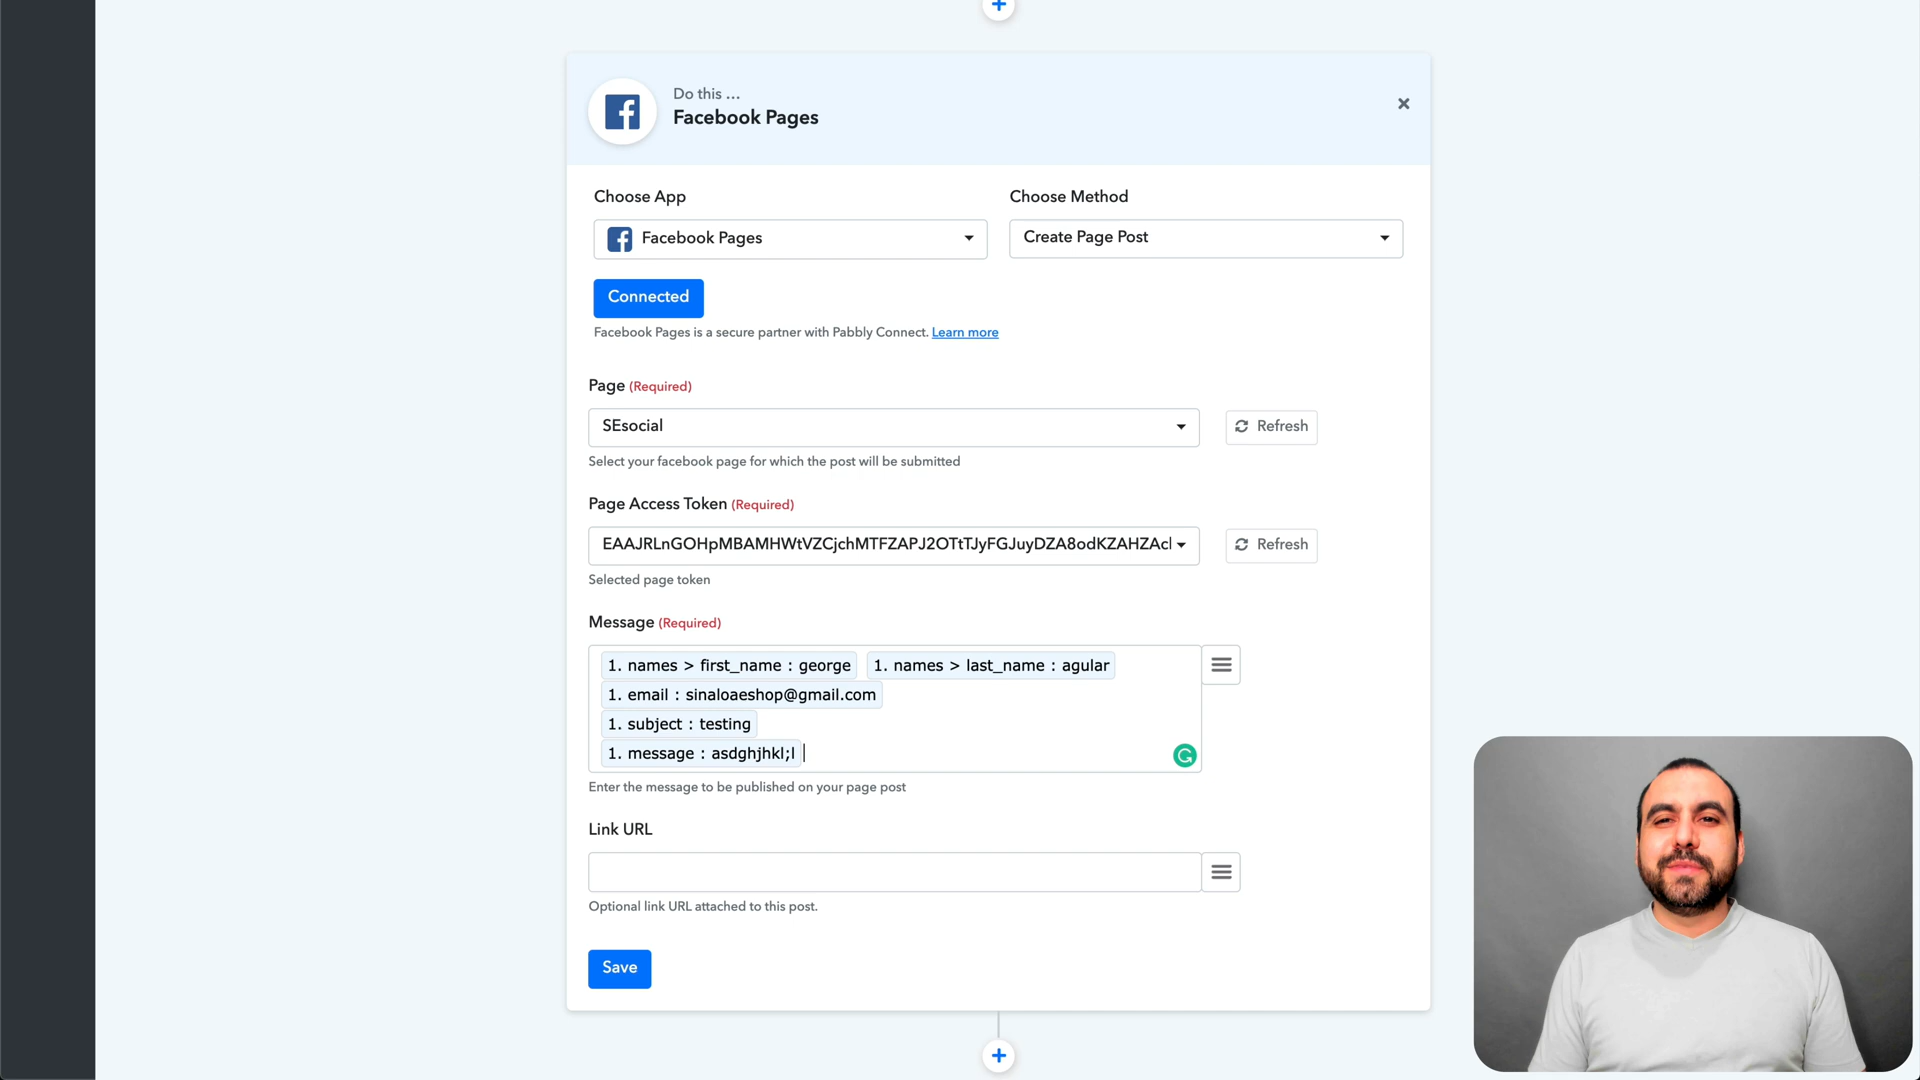 Do this ...
Facebook Pages
Choose App
Choose Method
Facebook Pages
Create Page Post
Connected
Facebook Pages is a secure partner with Pabbly Connect. Learn more
Page (Required)
SEsocial
Refresh
Select your facebook page for which the post will be submitted
Page Access Token (Required)
EAAJRLnGOHpMBAMHWtVZCjchMTFZAPJ2OTtTJyFGJuyDZA8odKZAHZAcl
Refresh
Selected page token
Message (Required)
1. names > first_name : george 1. names > last_name : agular
1. email : sinaloaeshop@gmail.com
1. subject : testing
1. message : asdghjhkl;l
Enter the message to be published on your page post
Link URL
Optional link URL attached to this post.
Save